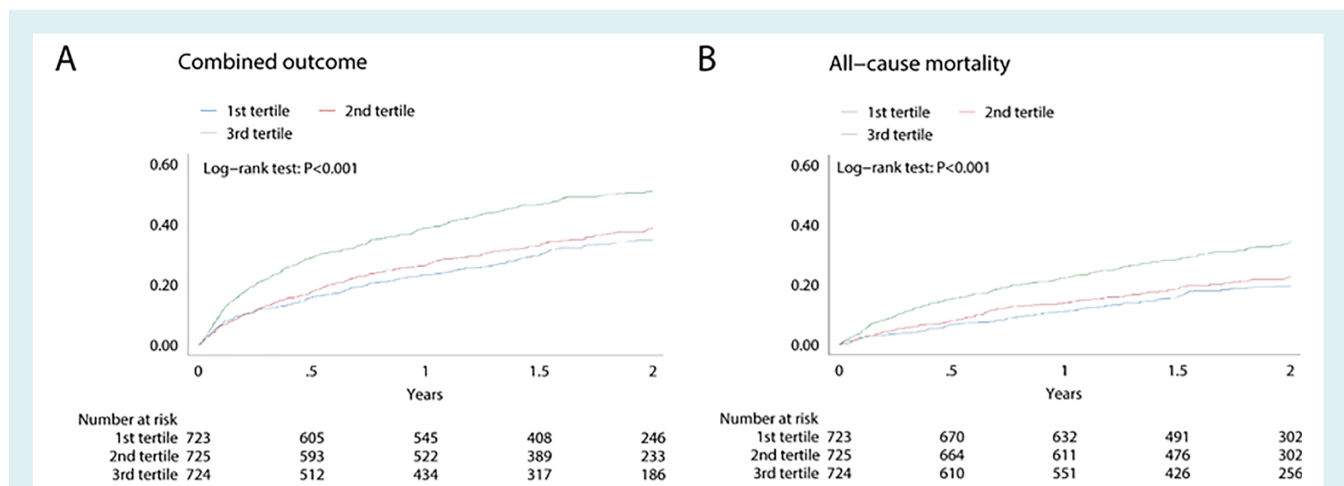 A Combined outcome
1st tertile 2nd tertile
3rd tertile
0.60
Log-rank test: P<0.001
0.40
0.20
0.00
0 .5 1 1.5 2
Years
Number at risk
1st tertile 723 605 545 408 246
2nd tertile 725 593 522 389 233
3rd tertile 724 512 434 317 186
B All-cause mortality
1st tertile 2nd tertile
3rd tertile
0.60
Log-rank test: P<0.001
0.40
0.20
0.00
0 .5 1 1.5 2
Years
Number at risk
1st tertile 723 670 632 491 302
2nd tertile 725 664 611 476 302
3rd tertile 724 610 551 426 256